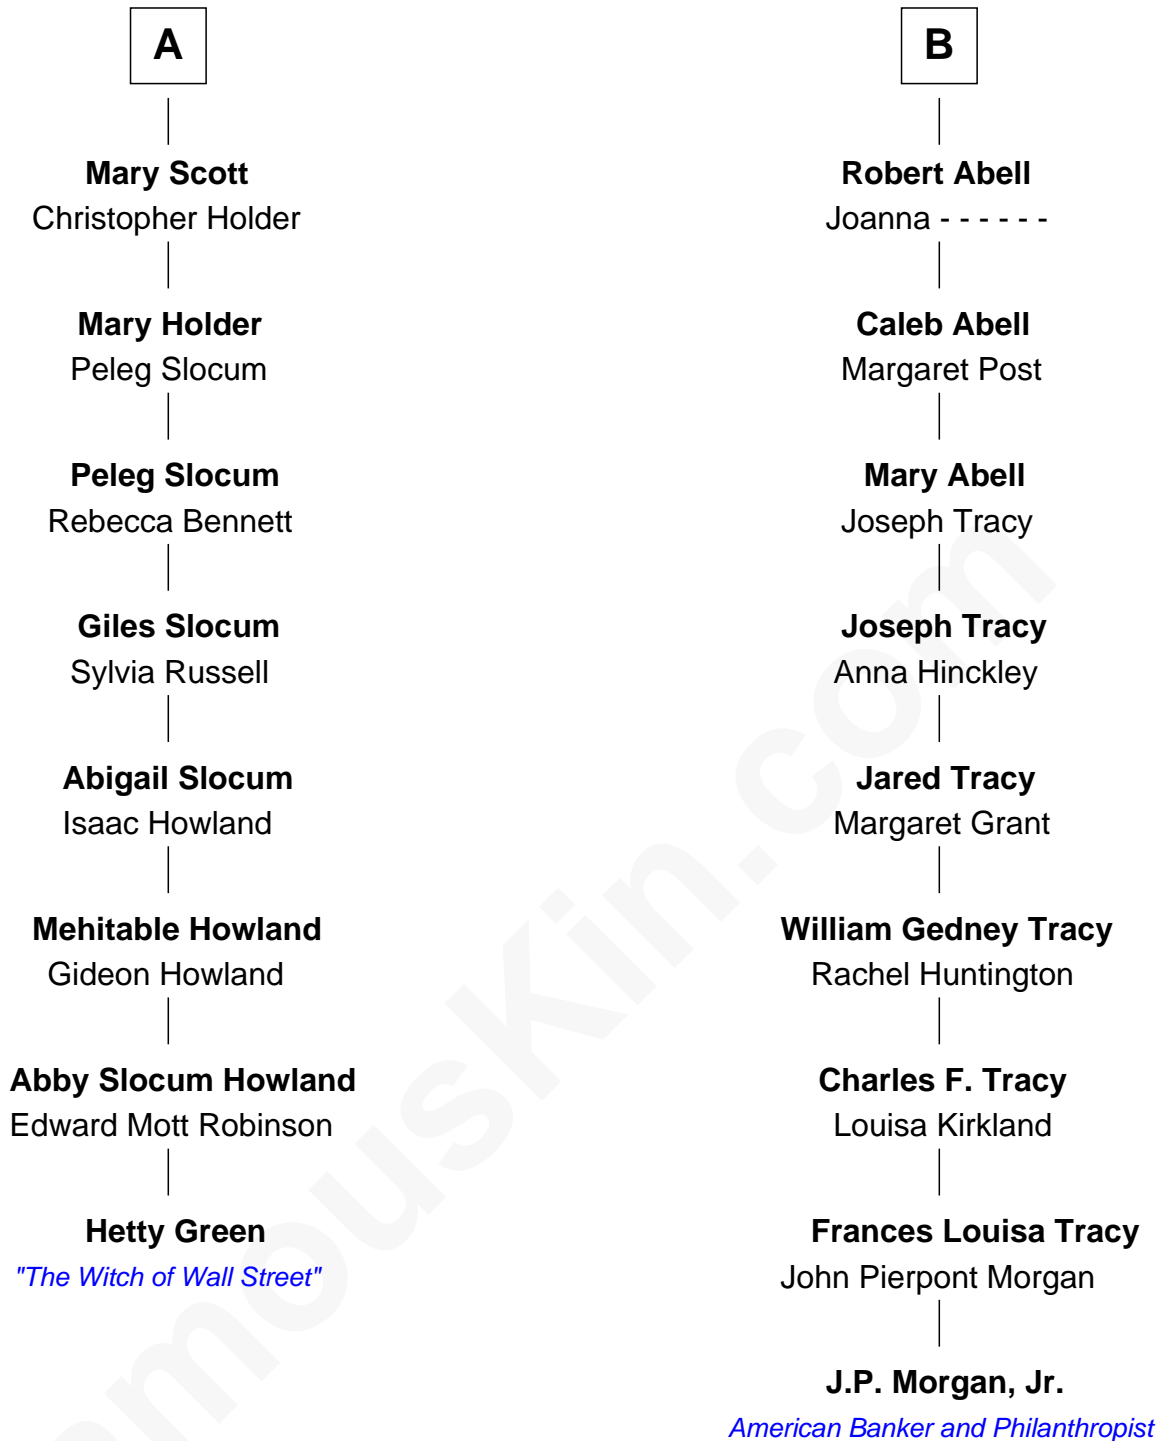 A
Mary Scott
Christopher Holder
Mary Holder
Peleg Slocum
Peleg Slocum
Rebecca Bennett
Giles Slocum
Sylvia Russell
Abigail Slocum
Isaac Howland
Mehitable Howland
Gideon Howland
Abby Slocum Howland
Edward Mott Robinson
Hetty Green
"The Witch of Wall Street"
B
Robert Abell
Joanna - - - - - -
Caleb Abell
Margaret Post
Mary Abell
Joseph Tracy
Joseph Tracy
Anna Hinckley
Jared Tracy
Margaret Grant
William Gedney Tracy
Rachel Huntington
Charles F. Tracy
Louisa Kirkland
Frances Louisa Tracy
John Pierpont Morgan
J.P. Morgan, Jr.
American Banker and Philanthropist
amouskin.com